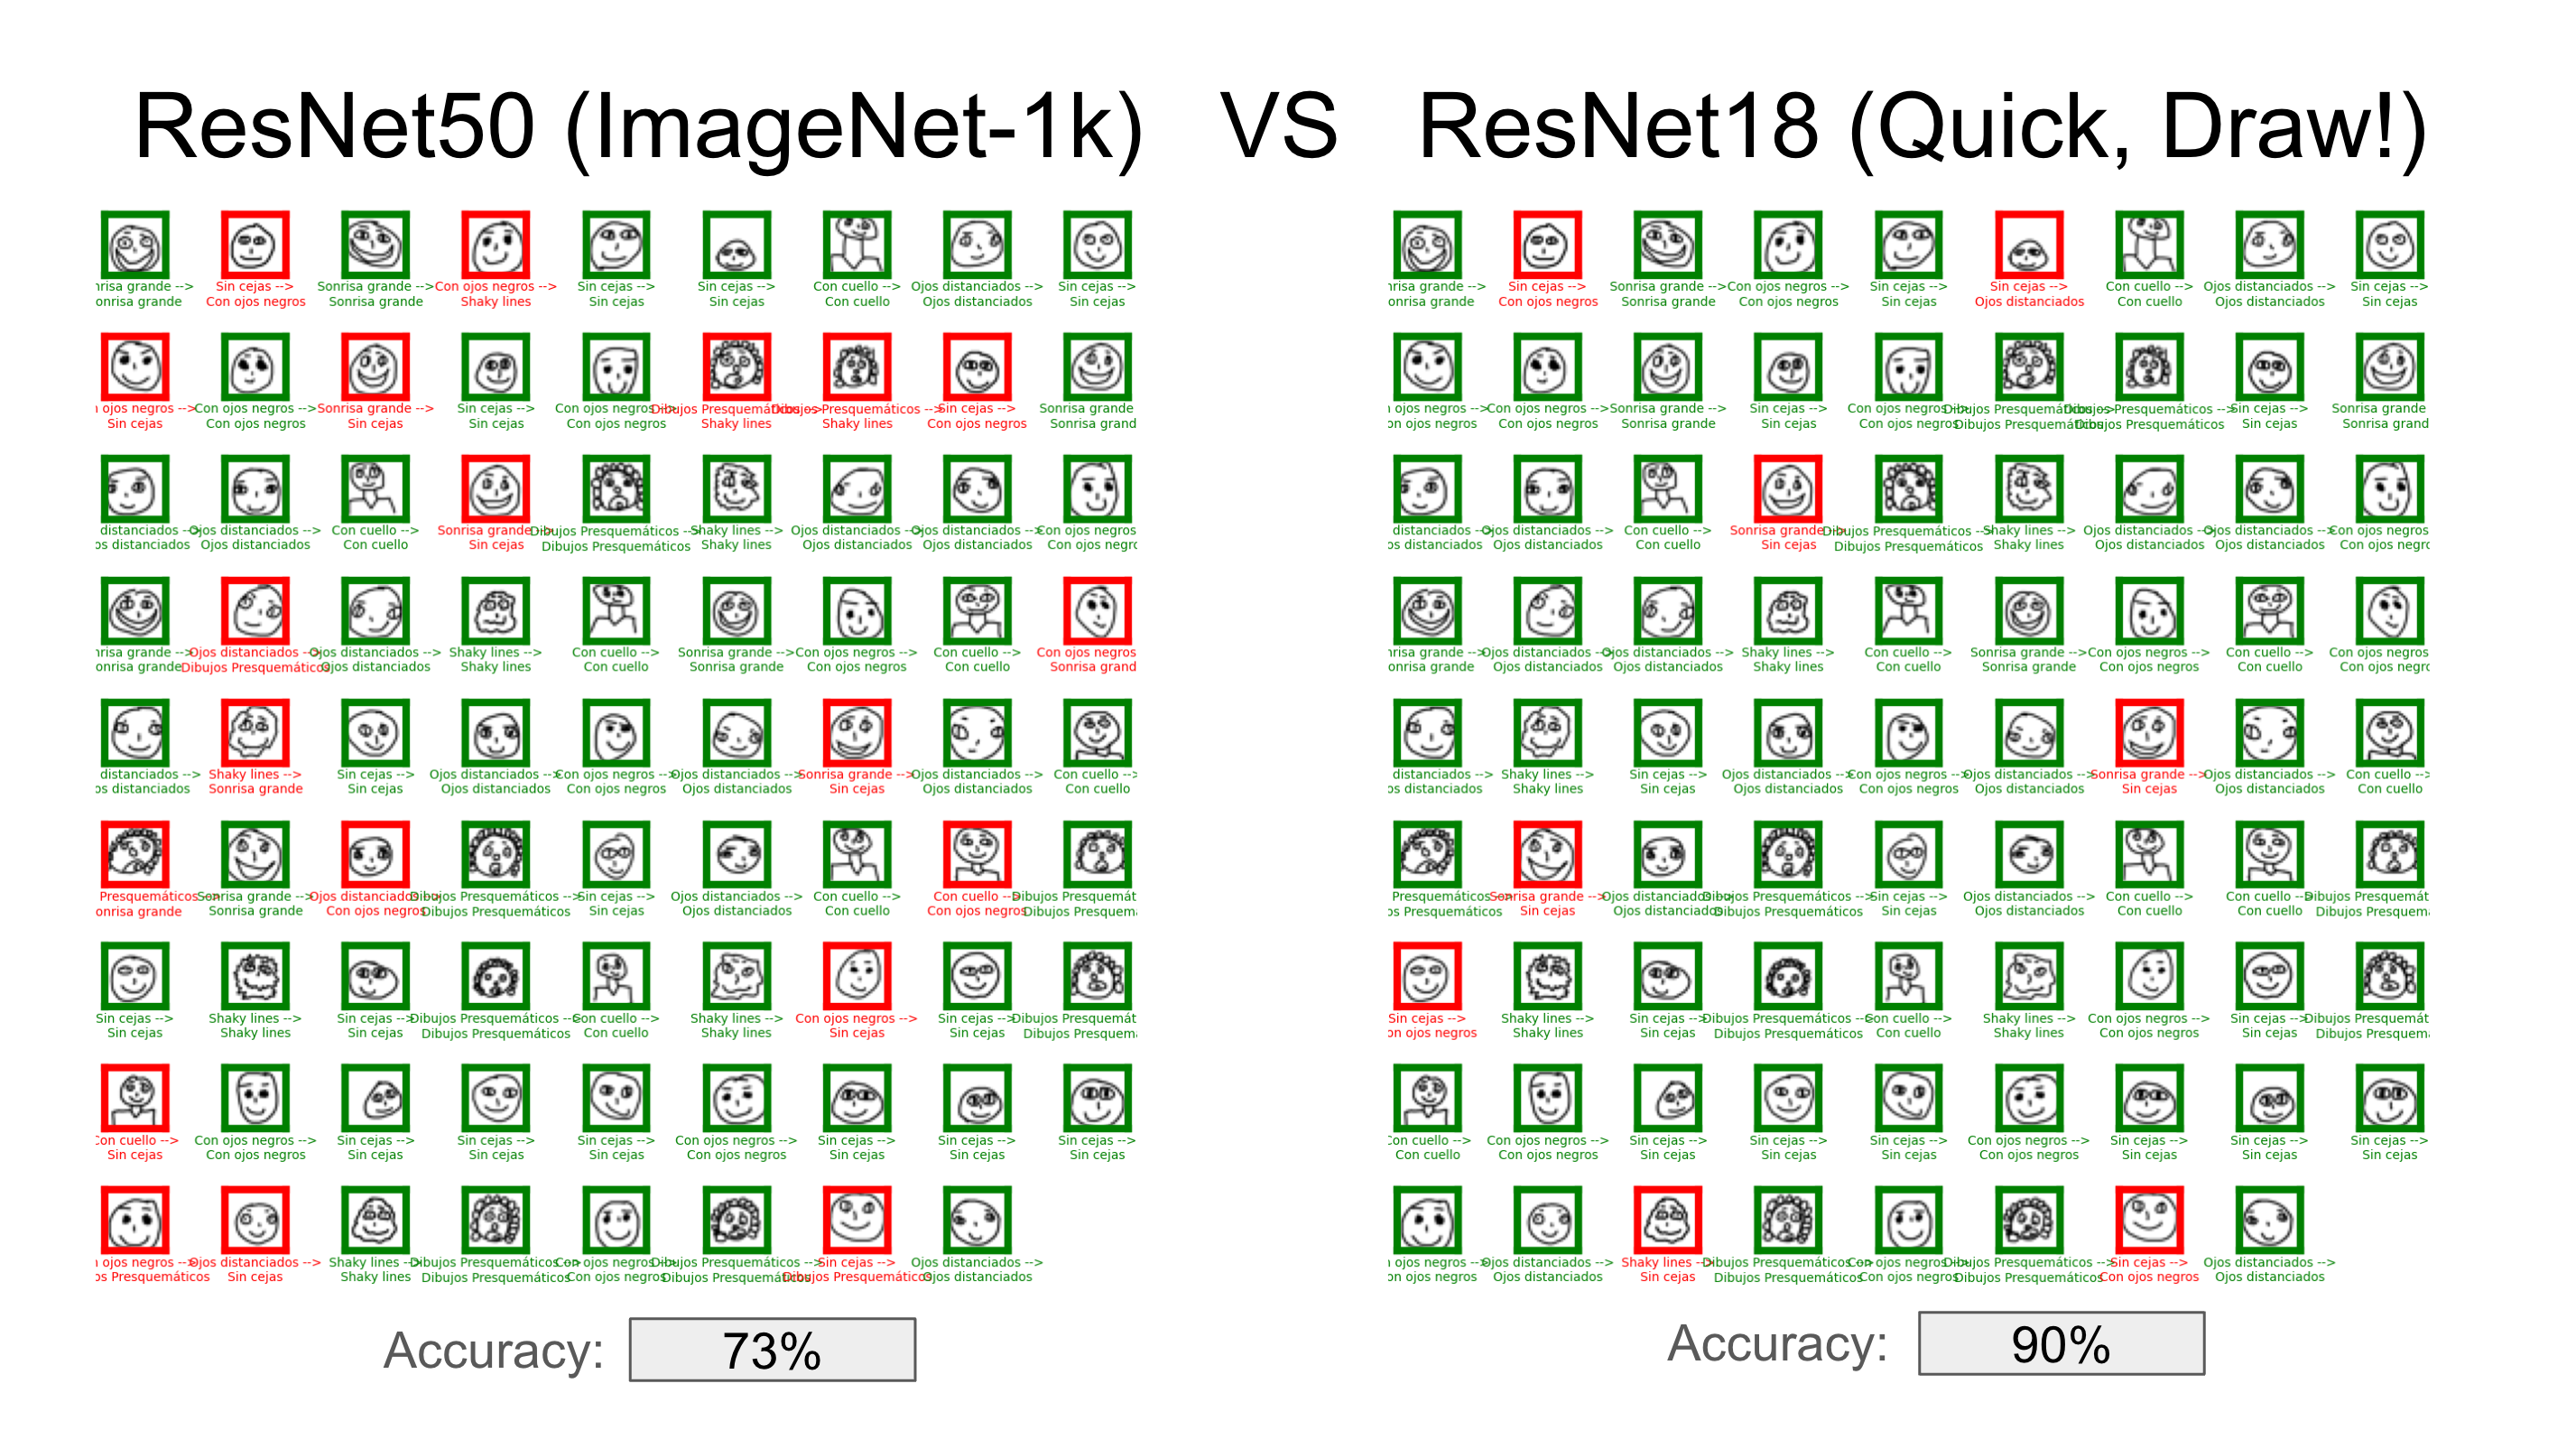 ResNet50 (ImageNet-1k) VS ResNet18 (Quick, Draw!)
nrisa grande --> Sin cejas --> Sonrisa grande --> Con ojos negros --> Sin cejas --> Sin cejas --> Con cuello --> Ojos distanciados --> Sin cejas -->
onrisa grande Con ojos negros Sonrisa grande Shaky lines Sin cejas Sin cejas Con cuello Ojos distanciados Sin cejas
ojos negros --> Con ojos negros --> Sonrisa grande --> Sin cejas --> Con ojos negros --> Dibujos Presquemáticos --> Dibujos Presquemáticos --> Sin cejas --> Sonrisa grande
Sin cejas Con ojos negros Sin cejas Sin cejas Con ojos negros Shaky lines Shaky lines Con ojos negros Sonrisa grand
distanciados --> Ojos distanciados --> Con cuello --> Sonrisa grande --> Dibujos Presquemáticos --> Shaky lines --> Ojos distanciados --> Ojos distanciados --> Con ojos negros
os distanciados Ojos distanciados Con cuello Sin cejas Dibujos Presquemáticos Shaky lines Ojos distanciados Ojos distanciados Con ojos negro
nrisa grande --> Ojos distanciados --> Ojos distanciados --> Shaky lines --> Con cuello --> Sonrisa grande --> Con ojos negros --> Con cuello --> Con ojos negros
onrisa grande Dibujos Presquemáticos Ojos distanciados Shaky lines Con cuello Sonrisa grande Con ojos negros Con cuello Sonrisa grand
distanciados --> Shaky lines --> Sin cejas --> Ojos distanciados --> Con ojos negros --> Ojos distanciados --> Sonrisa grande --> Ojos distanciados --> Con cuello -->
os distanciados Sonrisa grande Sin cejas Ojos distanciados Con ojos negros Ojos distanciados Sin cejas Ojos distanciados Con cuello
Presquemáticos --> Sonrisa grande --> Ojos distanciados --> Dibujos Presquemáticos --> Sin cejas --> Ojos distanciados --> Con cuello --> Con cuello --> Dibujos Presquemát
onrisa grande Sonrisa grande Con ojos negros Dibujos Presquemáticos Sin cejas Ojos distanciados Con cuello Con ojos negros Dibujos Presquema
Sin cejas --> Shaky lines --> Sin cejas --> Dibujos Presquemáticos --> Con cuello --> Shaky lines --> Con ojos negros --> Sin cejas --> Dibujos Presquemát
Sin cejas Shaky lines Sin cejas Dibujos Presquemáticos Con cuello Shaky lines Sin cejas Sin cejas Dibujos Presquema
Con cuello --> Con ojos negros --> Sin cejas --> Sin cejas --> Sin cejas --> Con ojos negros --> Sin cejas --> Sin cejas --> Sin cejas -->
Sin cejas Con ojos negros Sin cejas Sin cejas Sin cejas Con ojos negros Sin cejas Sin cejas Sin cejas
ojos negros --> Ojos distanciados --> Shaky lines --> Dibujos Presquemáticos --> Con ojos negros --> Dibujos Presquemáticos --> Sin cejas --> Ojos distanciados -->
os Presquemáticos Sin cejas Shaky lines Dibujos Presquemáticos Con ojos negros Dibujos Presquemáticos Dibujos Presquemáticos Ojos distanciados
Accuracy: 73%
nrisa grande --> Sin cejas --> Sonrisa grande --> Con ojos negros --> Sin cejas --> Sin cejas --> Con cuello --> Ojos distanciados --> Sin cejas -->
onrisa grande Con ojos negros Sonrisa grande Con ojos negros Sin cejas Ojos distanciados Con cuello Ojos distanciados Sin cejas
ojos negros --> Con ojos negros --> Sonrisa grande --> Sin cejas --> Con ojos negros --> Dibujos Presquemáticos --> Dibujos Presquemáticos --> Sin cejas --> Sonrisa grande
on ojos negros Con ojos negros Sonrisa grande Sin cejas Con ojos negros Dibujos Presquemáticos Dibujos Presquemáticos Sin cejas Sonrisa grand
distanciados --> Ojos distanciados --> Con cuello --> Sonrisa grande --> Dibujos Presquemáticos --> Shaky lines --> Ojos distanciados --> Ojos distanciados --> Con ojos negros
os distanciados Ojos distanciados Con cuello Sin cejas Dibujos Presquemáticos Shaky lines Ojos distanciados Ojos distanciados Con ojos negro
nrisa grande --> Ojos distanciados --> Ojos distanciados --> Shaky lines --> Con cuello --> Sonrisa grande --> Con ojos negros --> Con cuello --> Con ojos negros
onrisa grande Ojos distanciados Ojos distanciados Shaky lines Con cuello Sonrisa grande Con ojos negros Con cuello Con ojos negro
distanciados --> Shaky lines --> Sin cejas --> Ojos distanciados --> Con ojos negros --> Ojos distanciados --> Sonrisa grande --> Ojos distanciados --> Con cuello -->
os distanciados Shaky lines Sin cejas Ojos distanciados Con ojos negros Ojos distanciados Sin cejas Ojos distanciados Con cuello
Presquemáticos --> Sonrisa grande --> Ojos distanciados --> Dibujos Presquemáticos --> Sin cejas --> Ojos distanciados --> Con cuello --> Con cuello --> Dibujos Presquemát
os Presquemáticos Sin cejas Ojos distanciados Dibujos Presquemáticos Sin cejas Ojos distanciados Con cuello Con cuello Dibujos Presquema
Sin cejas --> Shaky lines --> Sin cejas --> Dibujos Presquemáticos --> Con cuello --> Shaky lines --> Con ojos negros --> Sin cejas --> Dibujos Presquemát
on ojos negros Shaky lines Sin cejas Dibujos Presquemáticos Con cuello Shaky lines Con ojos negros Sin cejas Dibujos Presquema
Con cuello --> Con ojos negros --> Sin cejas --> Sin cejas --> Sin cejas --> Con ojos negros --> Sin cejas --> Sin cejas --> Sin cejas -->
Con cuello Con ojos negros Sin cejas Sin cejas Sin cejas Con ojos negros Sin cejas Sin cejas Sin cejas
ojos negros --> Ojos distanciados --> Shaky lines --> Dibujos Presquemáticos --> Con ojos negros --> Dibujos Presquemáticos --> Sin cejas --> Ojos distanciados -->
on ojos negros Ojos distanciados Sin cejas Dibujos Presquemáticos Con ojos negros Dibujos Presquemáticos Con ojos negros Ojos distanciados
Accuracy: 90%